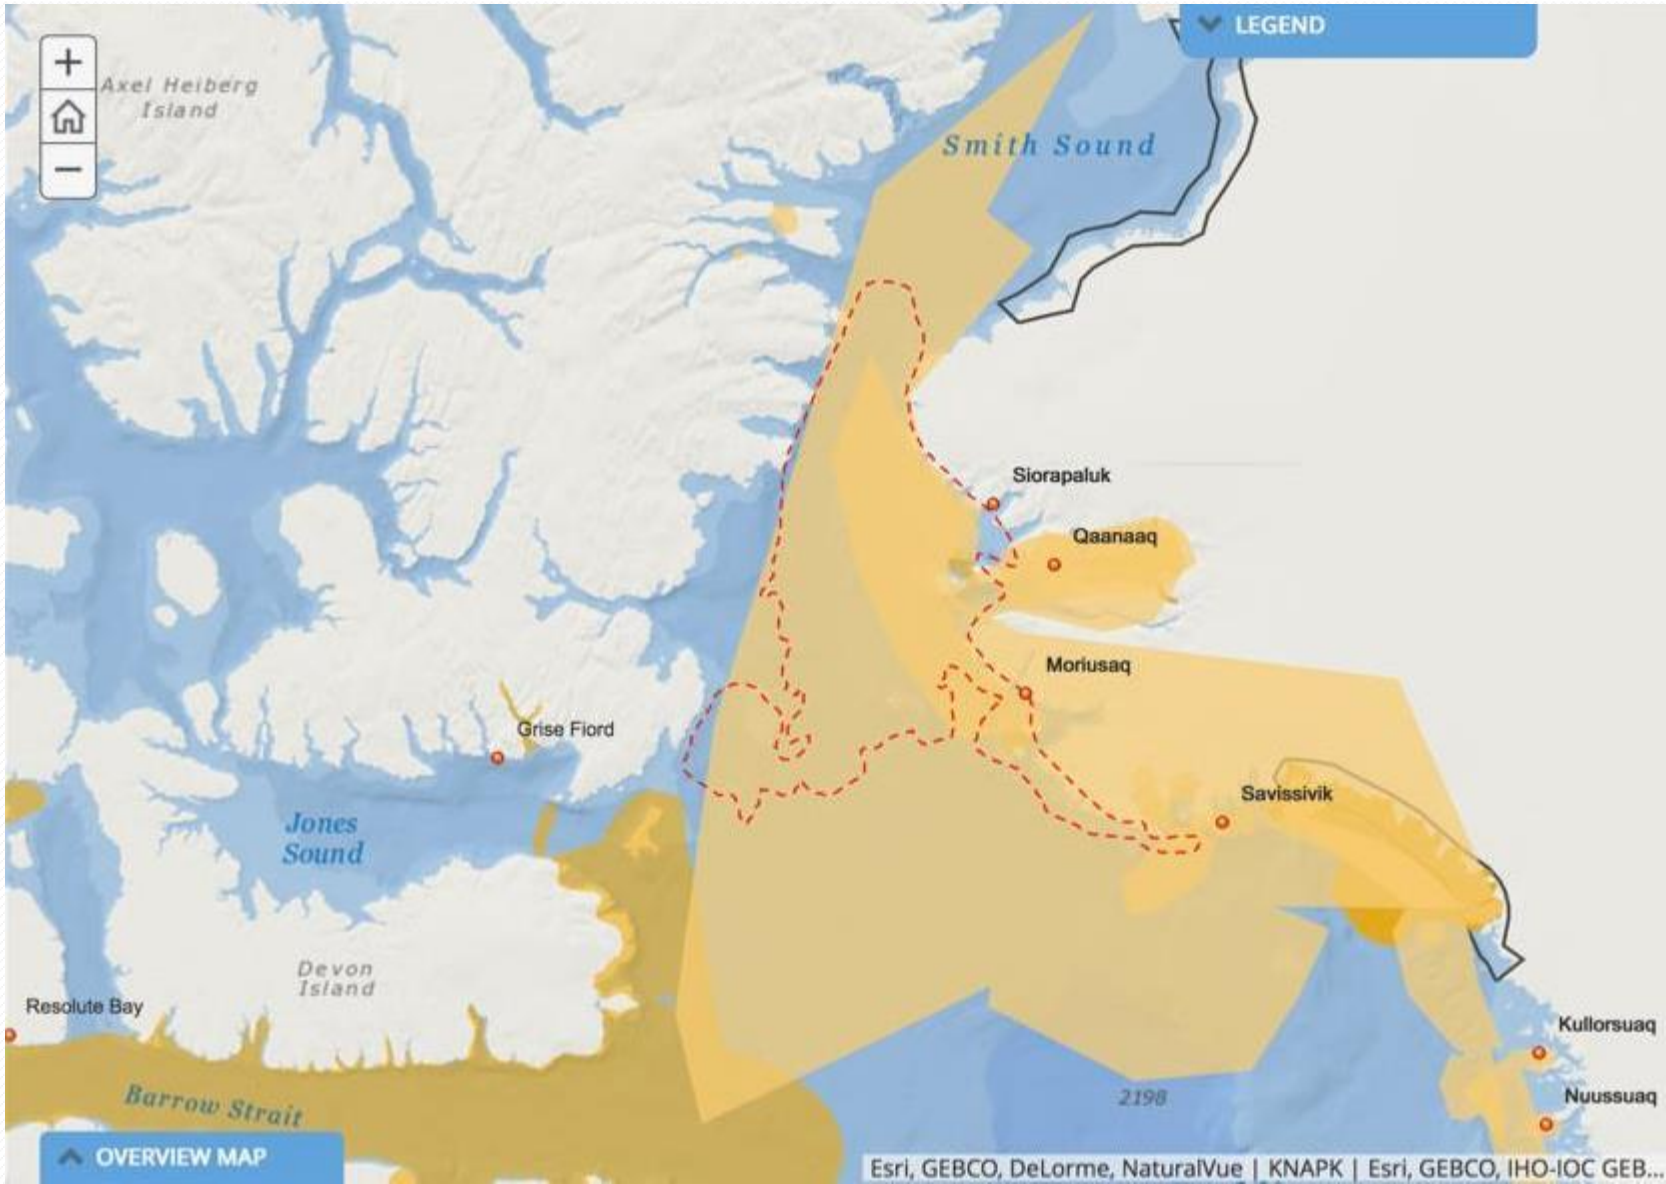 LEGEND
+
Axel Heiberg
Island
−
Smith Sound
Siorapaluk
Qaanaaq
Moriusaq
Grise Fiord
Savissivik
Jones
Sound
Devon
Island
Resolute Bay
Kullorsuaq
Barrow Strait
2198
Nuussuaq
OVERVIEW MAP
Esri, GEBCO, DeLorme, NaturalVue | KNAPK | Esri, GEBCO, IHO-IOC GEB...